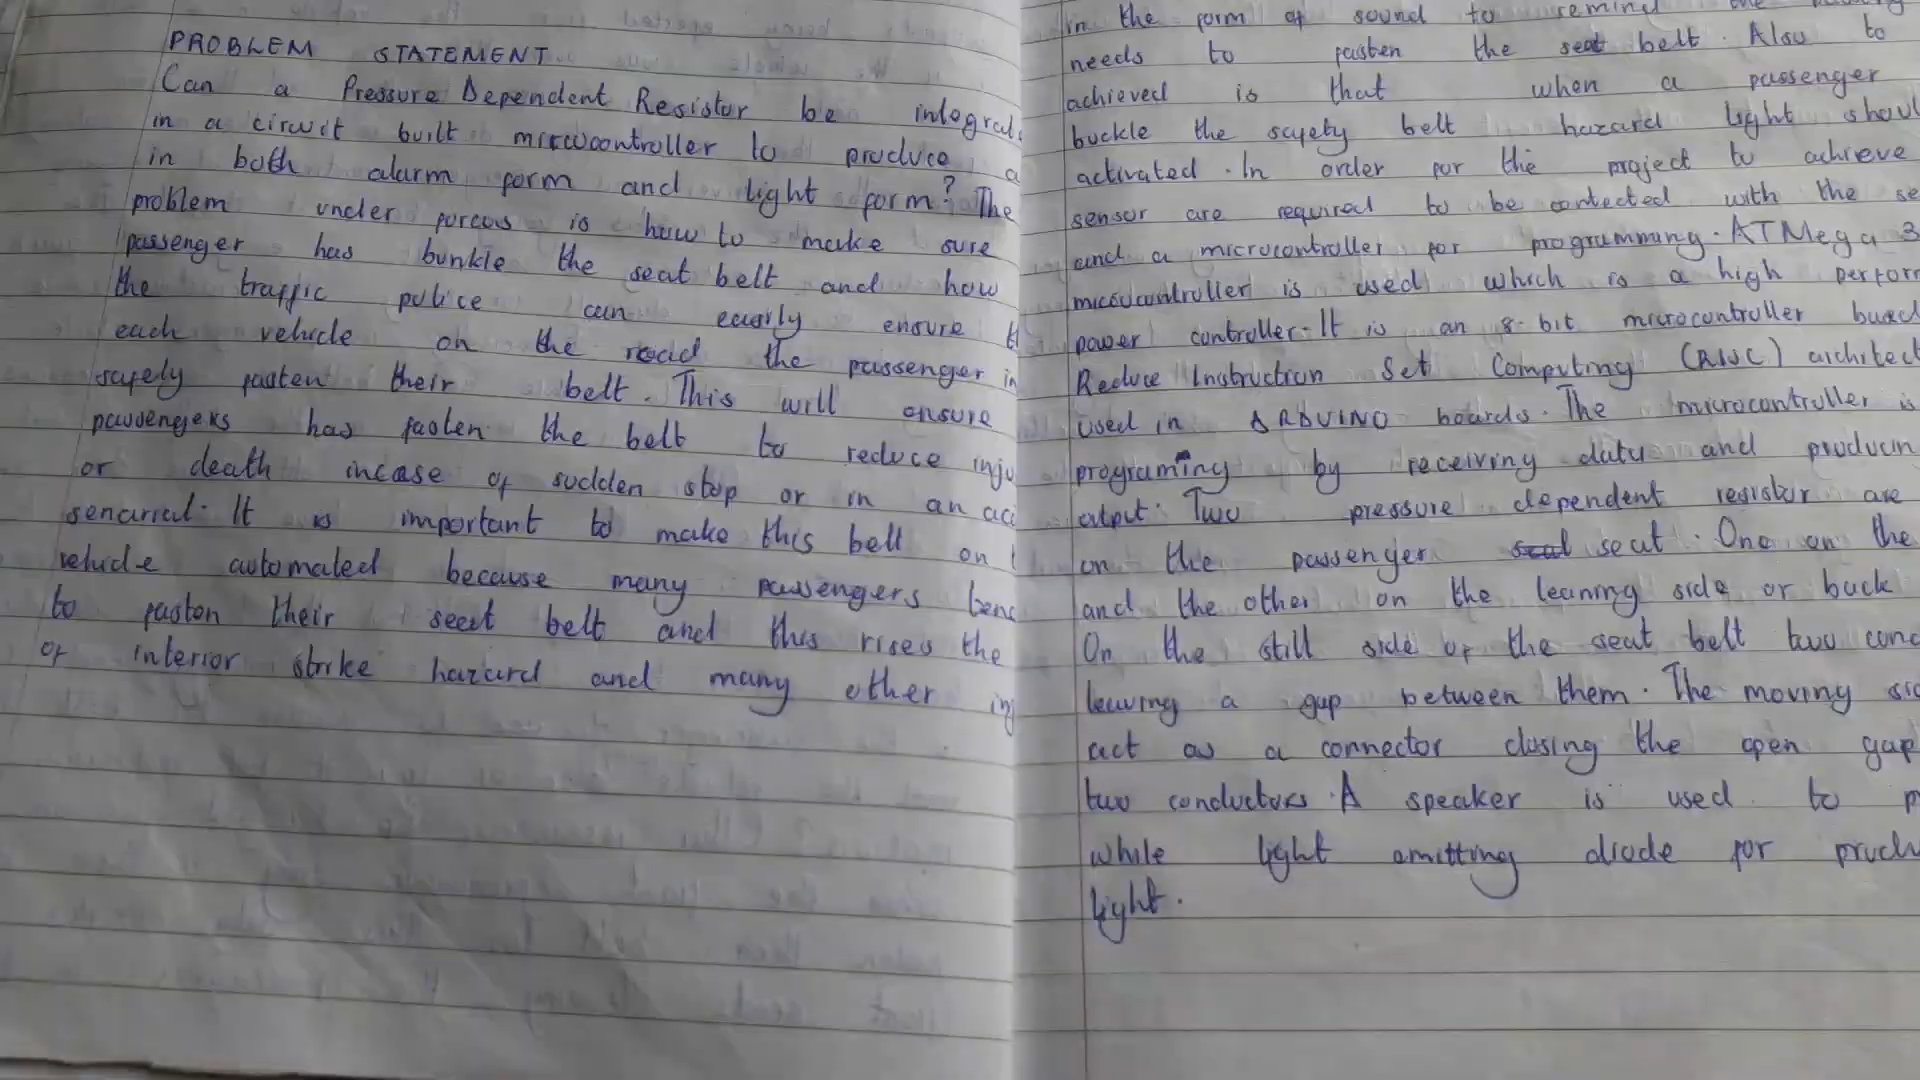 PROBLEM STATEMENT
Can a Pressure Dependent Resistor be integra
in a circuit built microcontroller to produce a
in both alarm form and light form? The
problem under forcus is how to make sure
passenger has bunkle the seat belt and how
the traffic police can easily ensure t
each vehicle on the road the passenger in
safely fasten their belt. This will ensure
passengers has fasten the belt to reduce inju
or death incase of sudden stop or in an acc
senarial. It is important to make this belt on
vehicle automated because many passengers
to fasten their seat belt and this rises the
of interior strike hazard and many other inj
in the form of sound to remind the
needs to fasten the seat belt. Also to
achieved is that when a passenger
buckle the safety belt hazard light shoul
activated. In order for the project to achieve
sensor are required to be contected with the se
and a microcontroller for programming. ATMega 3
microcontroller is used which is a high perfor
power controller. It is an 8-bit microcontroller
Reduce Instruction Set Computing (RISC) architect
used in ARDUINO boards. The microcontroller is
programing by receiving data and producin
output. Two pressure dependent resistor are
on the passenger seat. One on the
and the other on the leaning side or back
On the still side of the seat belt two cond
leaving a gap between them. The moving sid
act as a connector closing the open gap
two conductors. A speaker is used to p
while light emitting diode for produ
light.